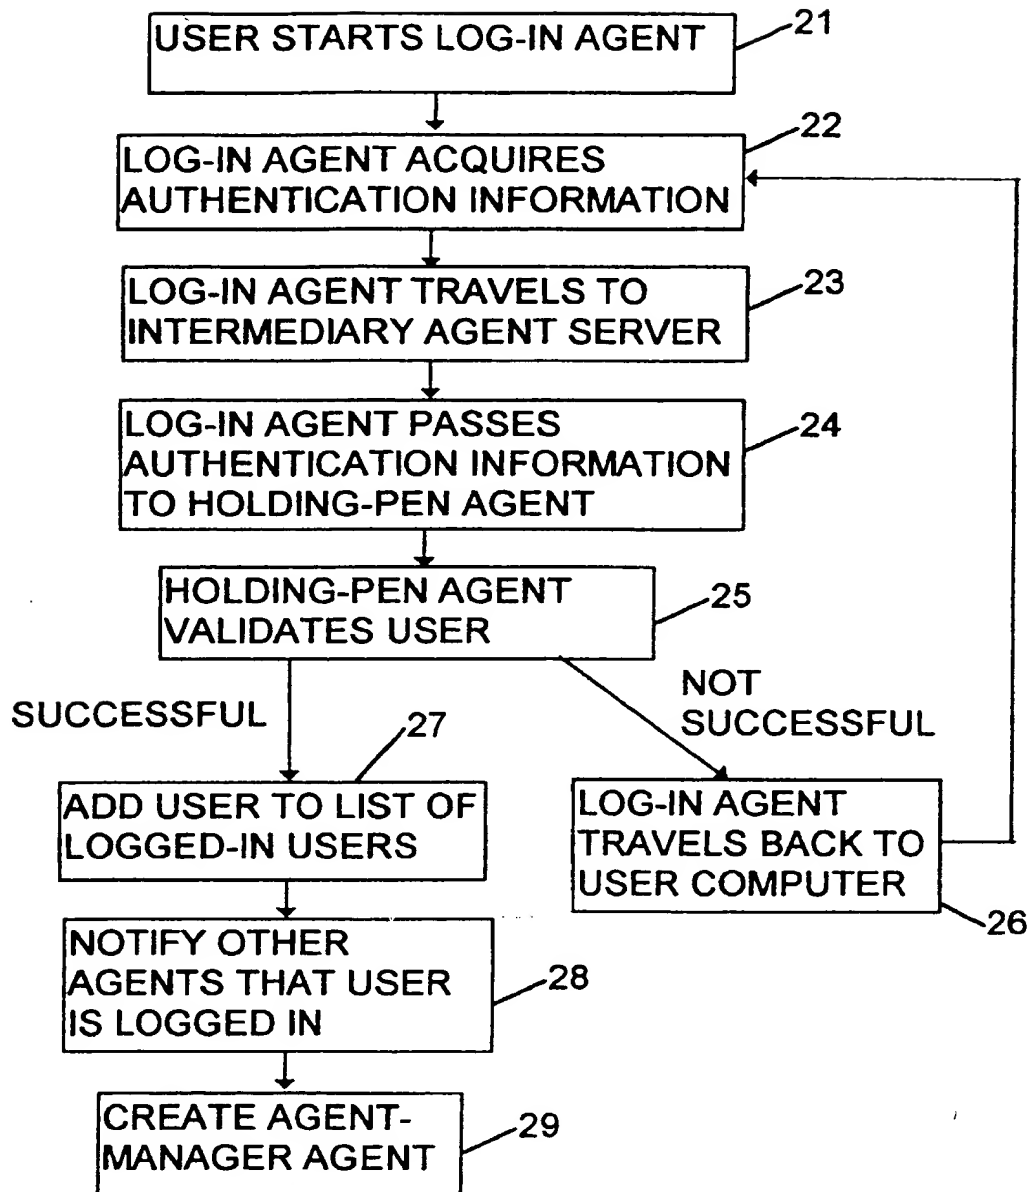 USER STARTS LOG-IN AGENT
21
LOG-IN AGENT ACQUIRES
AUTHENTICATION INFORMATION
22
LOG-IN AGENT TRAVELS TO
INTERMEDIARY AGENT SERVER
23
LOG-IN AGENT PASSES
AUTHENTICATION INFORMATION
TO HOLDING-PEN AGENT
24
HOLDING-PEN AGENT
VALIDATES USER
25
SUCCESSFUL
NOT
SUCCESSFUL
27
ADD USER TO LIST OF
LOGGED-IN USERS
LOG-IN AGENT
TRAVELS BACK TO
USER COMPUTER
26
NOTIFY OTHER
AGENTS THAT USER
IS LOGGED IN
28
CREATE AGENT-
MANAGER AGENT
29